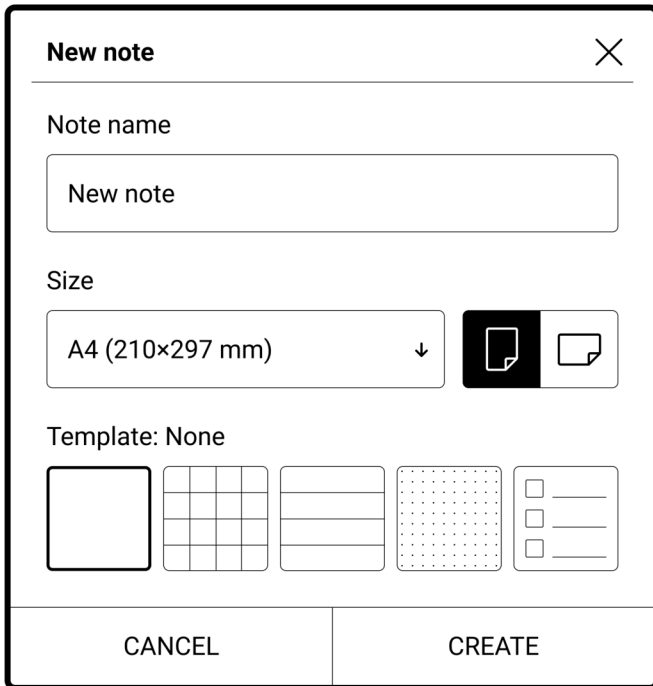 New note
Note name
New note
Size
A4 (210×297 mm)
Template: None
CANCEL
CREATE